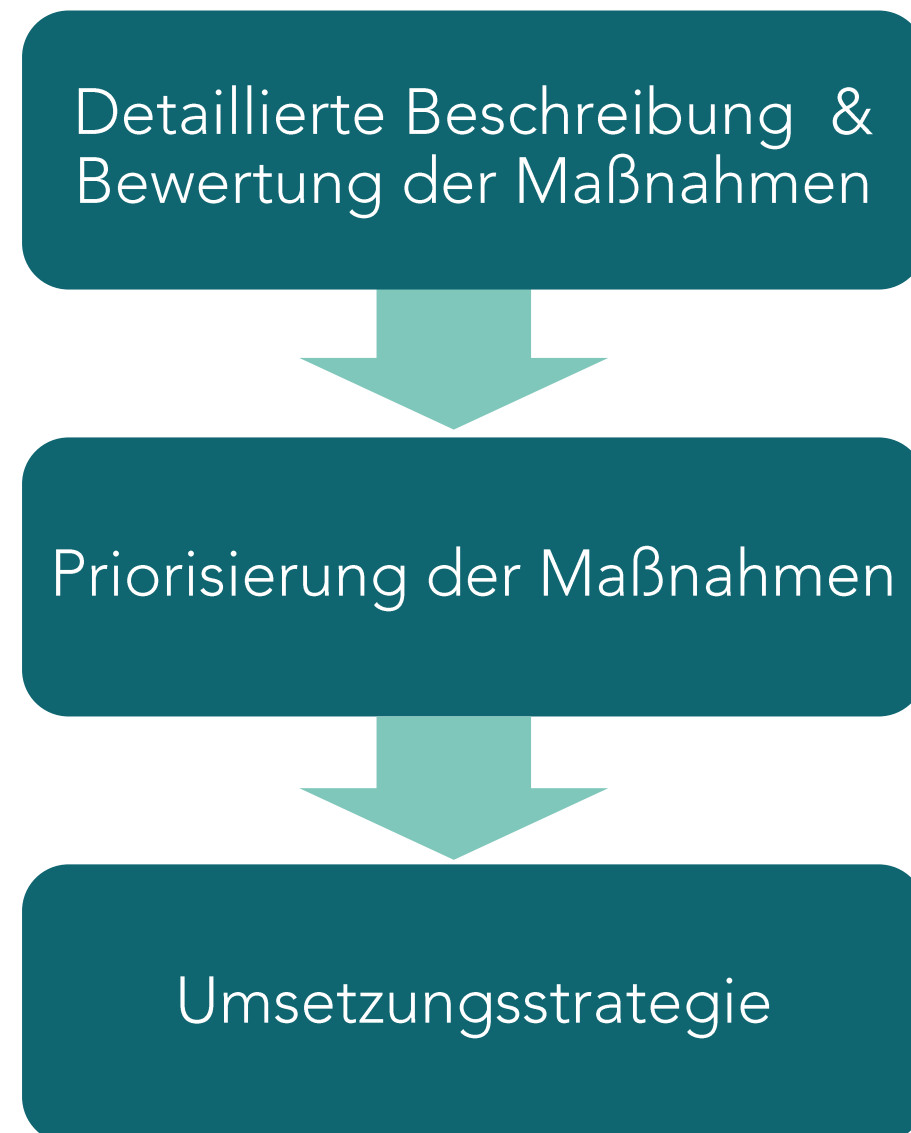 Detaillierte Beschreibung &
Bewertung der Maßnahmen
Priorisierung der Maßnahmen
Umsetzungsstrategie